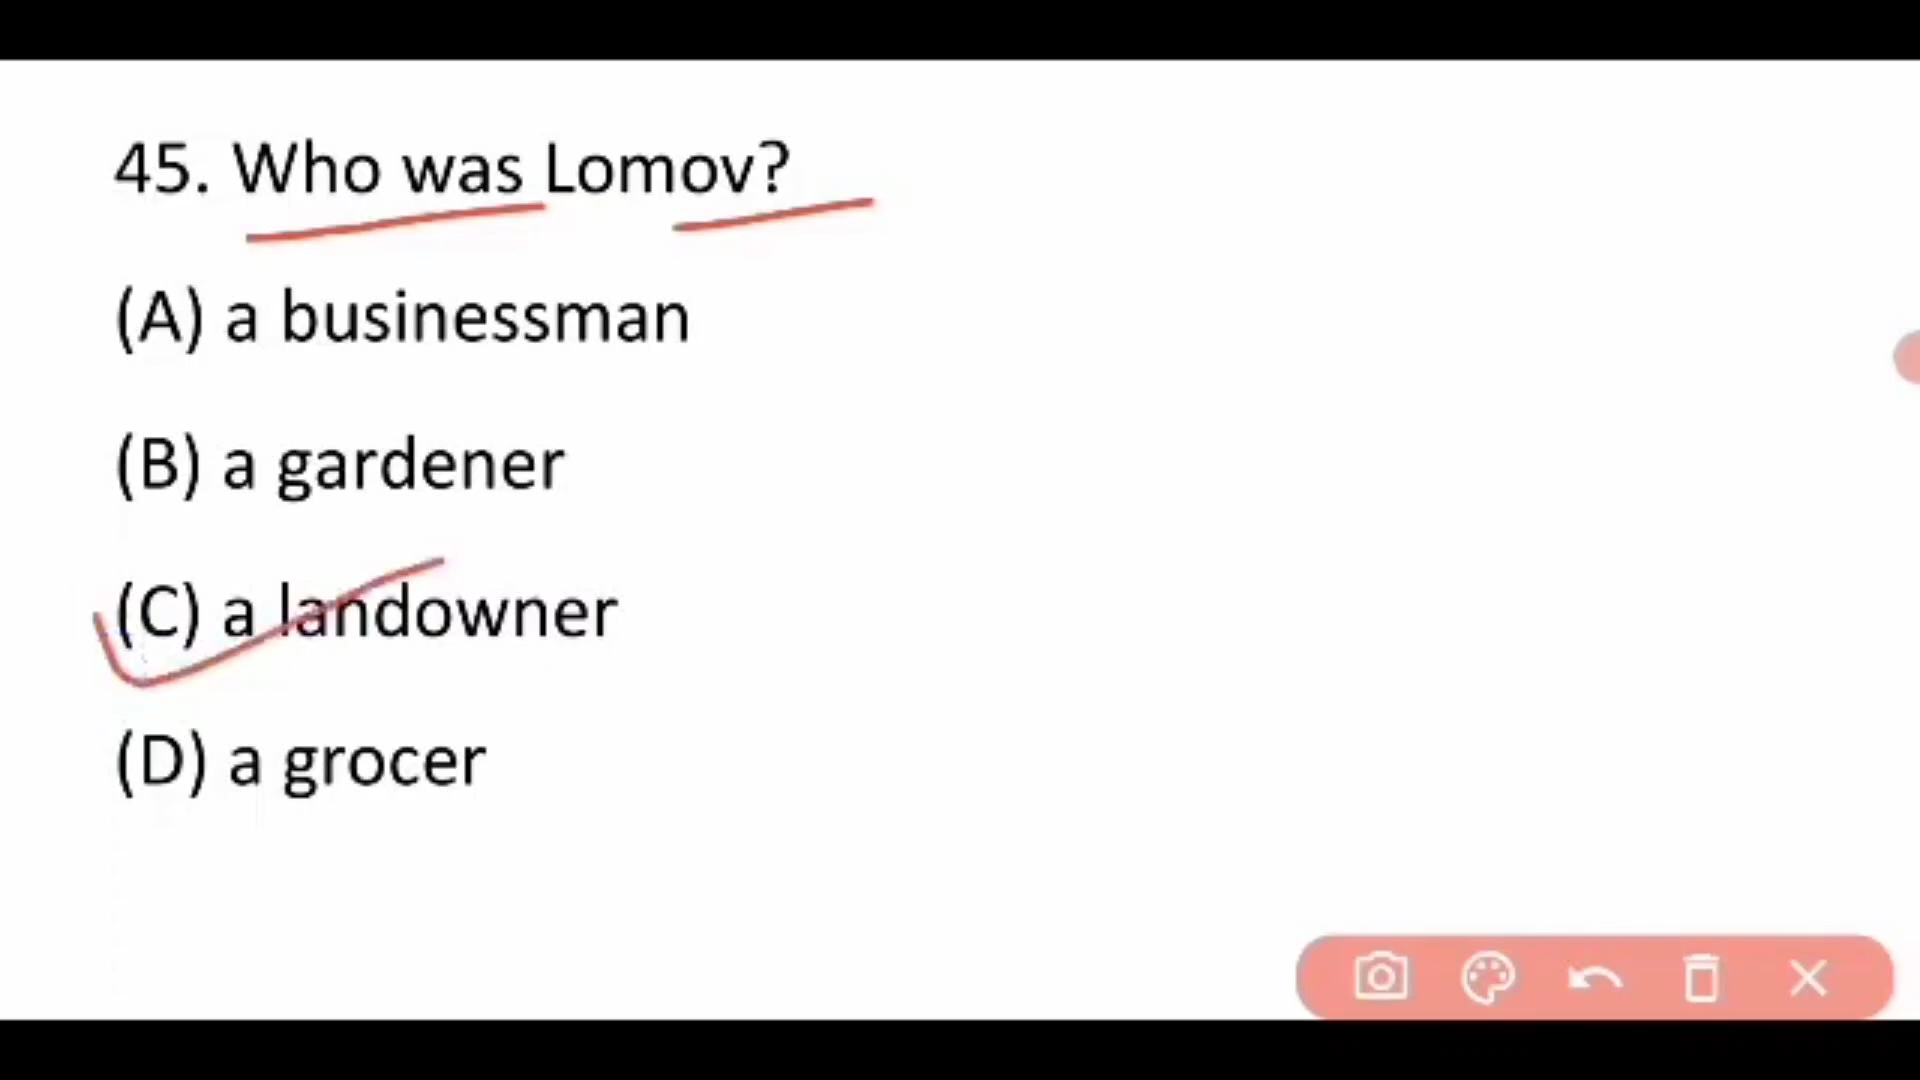 45. Who was Lomov?
(A) a businessman
(B) a gardener
(C) a landowner
(D) a grocer